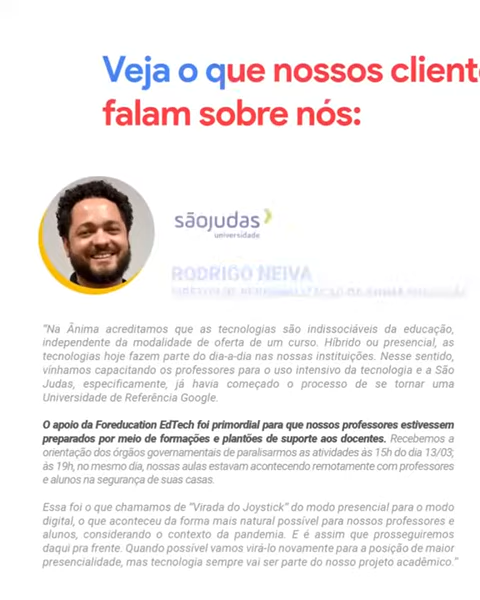 Veja o que nossos client
falam sobre nós:
sãojudas
universidade
RODRIGO NEIVA
"Na Ânima acreditamos que as tecnologias são indissociáveis da educação,
independente da modalidade de oferta de um curso. Híbrido ou presencial, as
tecnologias hoje fazem parte do dia-a-dia nas nossas instituições. Nesse sentido,
vínhamos capacitando os professores para o uso intensivo da tecnologia e a São
Judas, especificamente, já havia começado o processo de se tornar uma
Universidade de Referência Google.
O apoio da Foreducation EdTech foi primordial para que nossos professores estivessem
preparados por meio de formações e plantões de suporte aos docentes. Recebemos a
orientação dos órgãos governamentais de paralisarmos as atividades às 15h do dia 13/03;
às 19h, no mesmo dia, nossas aulas estavam acontecendo remotamente com professores
e alunos na segurança de suas casas.
Essa foi o que chamamos de "Virada do Joystick" do modo presencial para o modo
digital, o que aconteceu da forma mais natural possível para nossos professores e
alunos, considerando o contexto da pandemia. E é assim que prosseguiremos
daqui pra frente. Quando possível vamos virá-lo novamente para a posição de maior
presencialidade, mas tecnologia sempre vai ser parte do nosso projeto acadêmico."